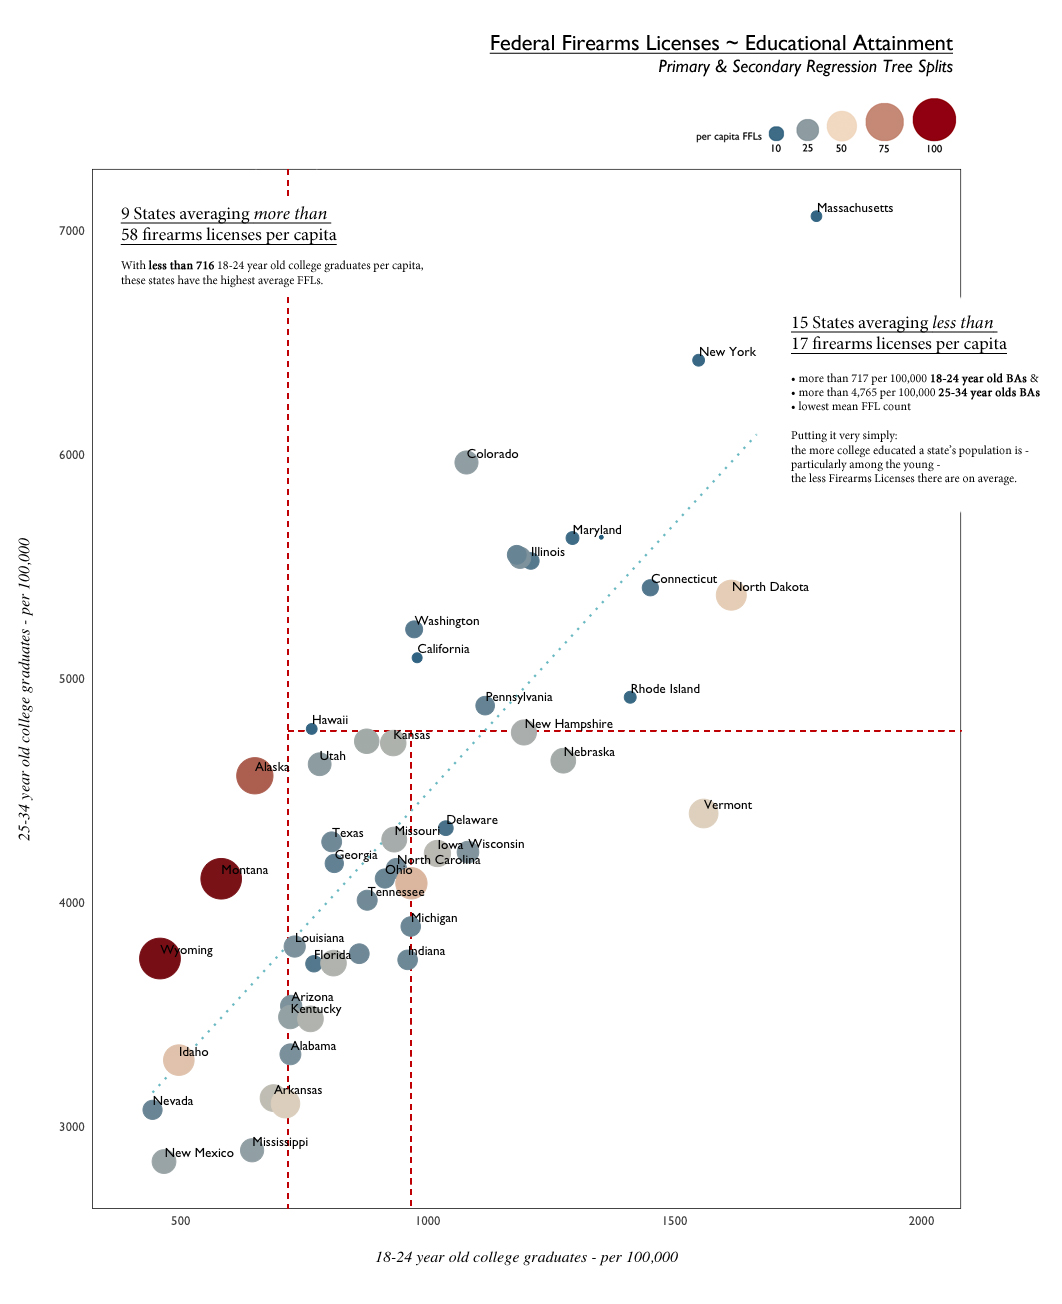 Federal Firearms Licenses ~ Educational Attainment
Primary & Secondary Regression Tree Splits
per capita FFLs
10 25 50 75 100
9 States averaging more than
58 firearms licenses per capita
With less than 716 18-24 year old college graduates per capita,
these states have the highest average FFLs.
15 States averaging less than
17 firearms licenses per capita
• more than 717 per 100,000 18-24 year old BAs &
• more than 4,765 per 100,000 25-34 year olds BAs
• lowest mean FFL count
Putting it very simply:
the more college educated a state's population is -
particularly among the young -
the less Firearms Licenses there are on average.
7000
6000
5000
4000
3000
25-34 year old college graduates - per 100,000
Massachusetts
New York
Colorado
Maryland
Illinois
Connecticut
North Dakota
Washington
California
Rhode Island
Pennsylvania
Hawaii
New Hampshire
Kansas
Utah
Nebraska
Alaska
Vermont
Delaware
Texas
Missouri
Iowa
Wisconsin
Georgia
North Carolina
Ohio
Montana
Tennessee
Michigan
Louisiana
Florida
Indiana
Wyoming
Arizona
Kentucky
Alabama
Idaho
Arkansas
Nevada
Mississippi
New Mexico
500 1000 1500 2000
18-24 year old college graduates - per 100,000